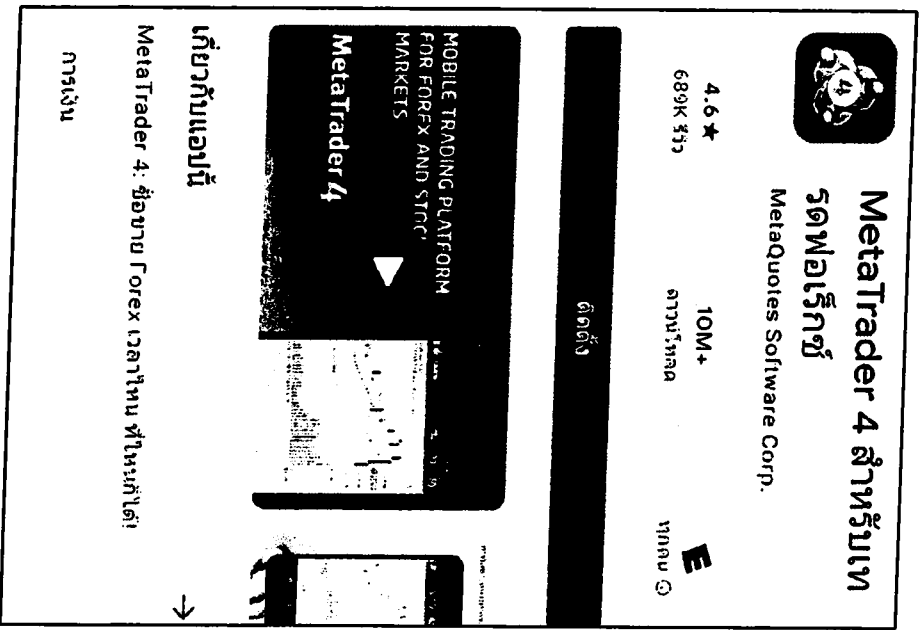 MetaTrader 4 สำหรับเท
รดฟอเร็กซ์
MetaQuotes Software Corp.
4.6★
689K รีวิว
10M+
ดาวน์โหลด
E
ทุกคน
ติดตั้ง
MOBILE TRADING PLATFORM
FOR FOREX AND STOC
MARKETS
MetaTrader 4
เกี่ยวกับแอปนี้
MetaTrader 4: ซื้อขาย Forex เวลาไหน ที่ไหนก็ได้!
การเงิน